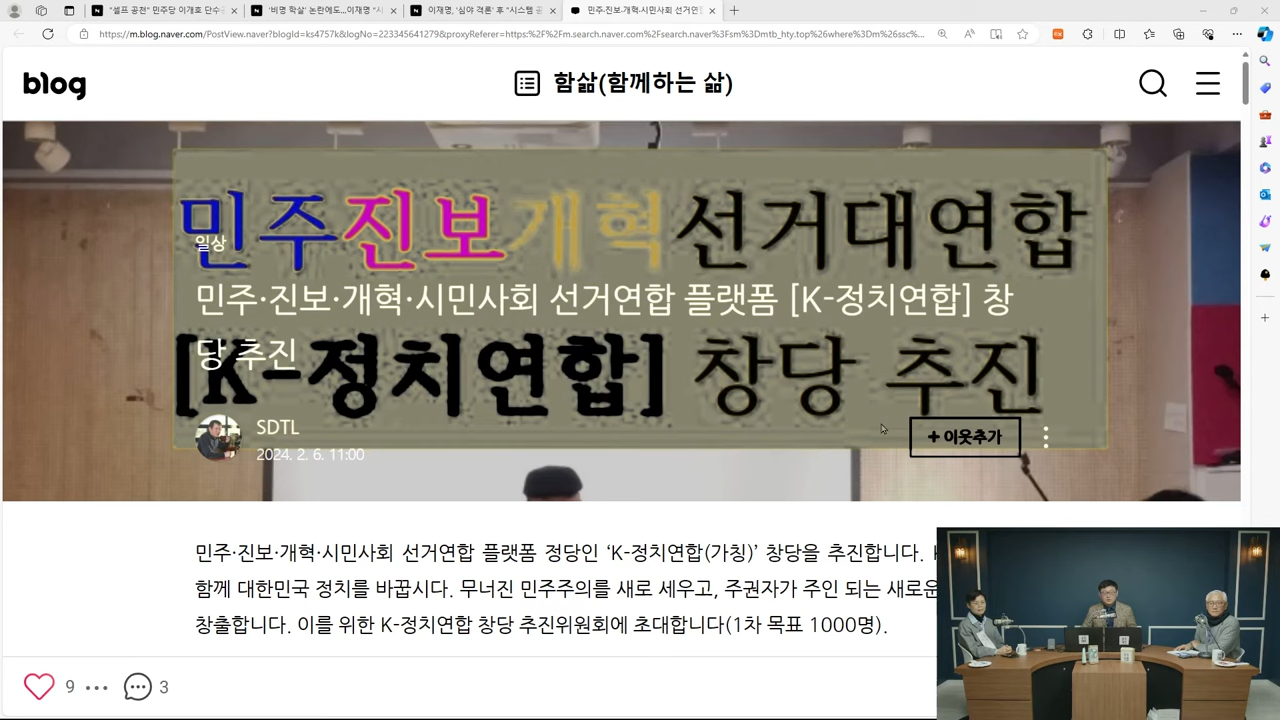 "셀프 공천" 민주당 이개호 단수
'비명 학살' 논란에도...이재명 "시
이재명, '심야 격론' 후 "시스템 공
민주·진보·개혁·시민사회 선거연합
https://m.blog.naver.com/PostView.naver?blogId=ks4757k&logNo=223345641279&proxyReferer=https:%2F%2Fm.search.naver.com%2Fsearch.naver%3Fsm%3Dmtb_hty.top%26where%3Dm%26ssc%...
blog
함삶(함께하는 삶)
민주진보개혁선거대연합
일상
민주·진보·개혁·시민사회 선거연합 플랫폼 [K-정치연합] 창
당 추진
[K-정치연합] 창당 추진
SDTL
2024. 2. 6. 11:00
+ 이웃추가
민주·진보·개혁·시민사회 선거연합 플랫폼 정당인 'K-정치연합(가칭)' 창당을 추진합니다.
함께 대한민국 정치를 바꿉시다. 무너진 민주주의를 새로 세우고, 주권자가 주인 되는 새로운
창출합니다. 이를 위한 K-정치연합 창당 추진위원회에 초대합니다(1차 목표 1000명).
9
3